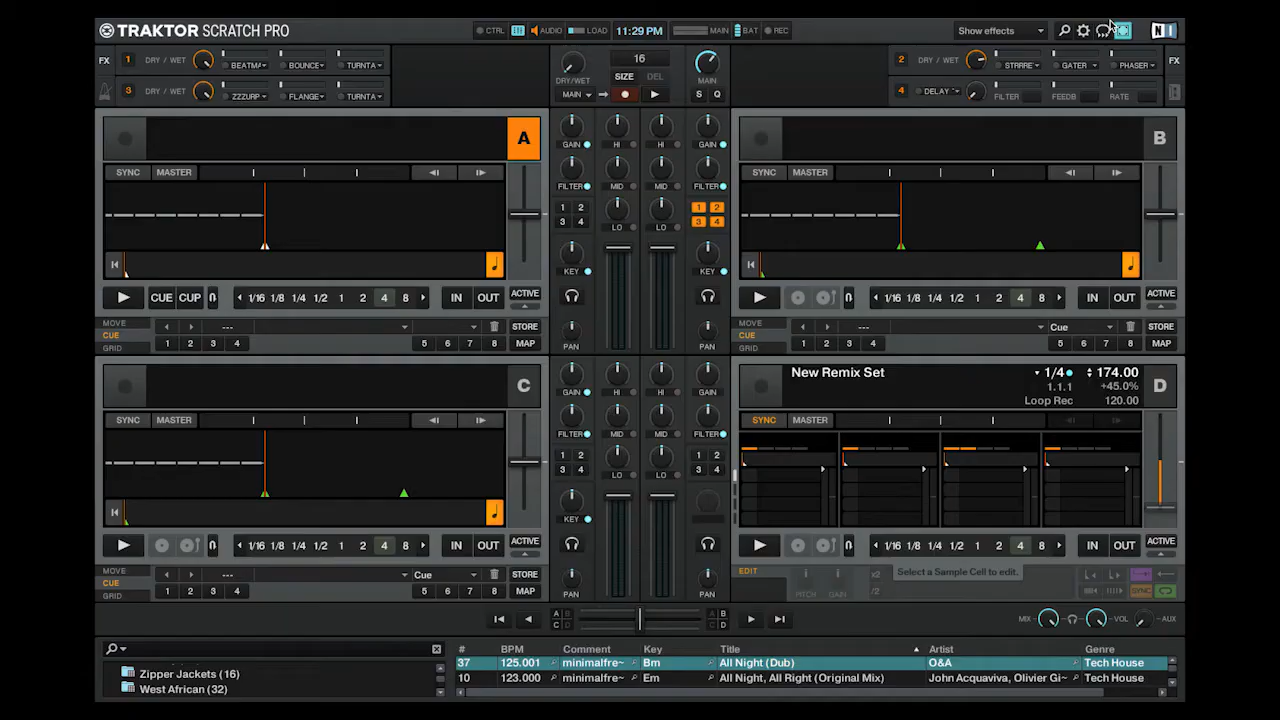 TRAKTOR SCRATCH PRO
CTRL AUDIO LOAD 11:29 PM MAIN BAT REC
Show effects
FX 1 DRY / WET BEATMA BOUNCE TURNTA
3 DRY / WET ZZZURP FLANGE TURNTA
DRY/WET 16 MAIN
SIZE DEL
MAIN S Q
2 DRY / WET STRRRE GATER PHASER FX
4 DELAY FILTER FEEDB RATE
A
SYNC MASTER
CUE CUP 1/16 1/8 1/4 1/2 1 2 4 8 IN OUT ACTIVE
MOVE
CUE --- STORE
GRID 1 2 3 4 5 6 7 8 MAP
GAIN HI HI GAIN
FILTER MID MID FILTER
1 2 1 2
3 4 LO LO 3 4
KEY KEY
PAN PAN
B
SYNC MASTER
1/16 1/8 1/4 1/2 1 2 4 8 IN OUT ACTIVE
MOVE
CUE --- Cue STORE
GRID 1 2 3 4 5 6 7 8 MAP
C
SYNC MASTER
1/16 1/8 1/4 1/2 1 2 4 8 IN OUT ACTIVE
MOVE
CUE --- Cue STORE
GRID 1 2 3 4 5 6 7 8 MAP
GAIN HI HI GAIN
FILTER MID MID FILTER
1 2 1 2
3 4 LO LO 3 4
KEY
PAN PAN
New Remix Set 1/4 174.00 D
1.1.1 +45.0%
Loop Rec 120.00
SYNC MASTER
1/16 1/8 1/4 1/2 1 2 4 8 IN OUT ACTIVE
EDIT PITCH GAIN x2 Select a Sample Cell to edit.
/2 SYNC
A B A B
C D C D
MIX VOL AUX
# BPM Comment Key Title Artist Genre
37 125.001 minimalfre~ Bm All Night (Dub) O&A Tech House
10 123.000 minimalfre~ Em All Night, All Right (Original Mix) John Acquaviva, Olivier Gi~ Tech House
Zipper Jackets (16)
West African (32)